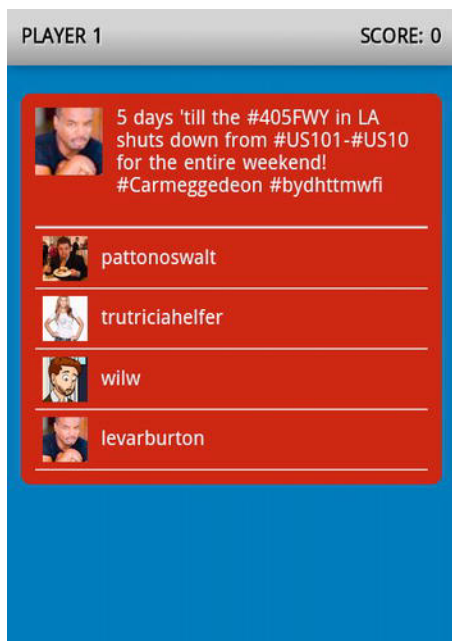 PLAYER 1 SCORE: 0
5 days 'till the #405FWY in LA
shuts down from #US101-#US10
for the entire weekend!
#Carmeggedeon #bydhttmwfi
pattonoswalt
trutriciahelfer
wilw
levarburton